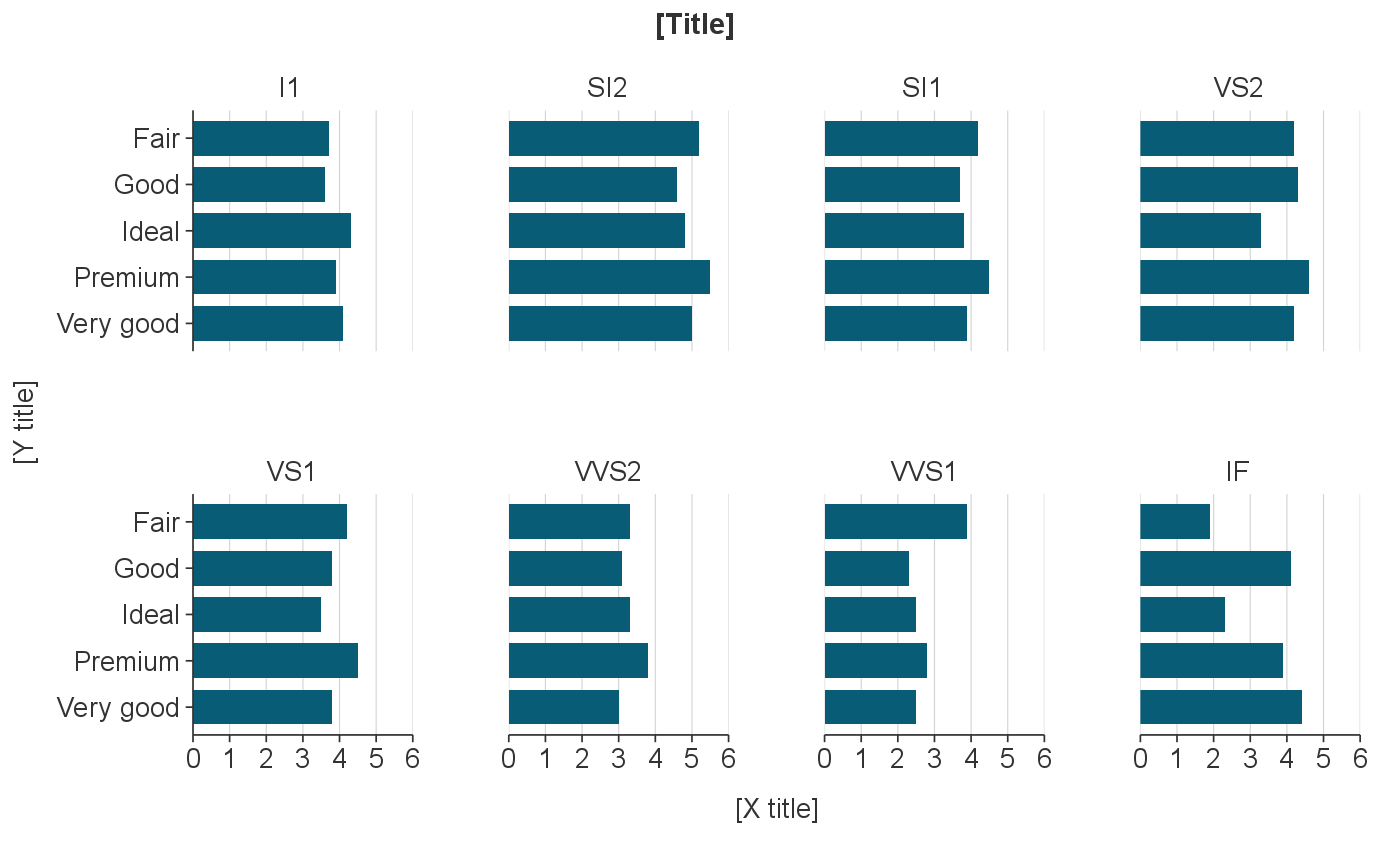 [Title]
I1
SI2
SI1
VS2
Fair
Good
Ideal
Premium
Very good
[Y title]
VS1
VVS2
VVS1
IF
Fair
Good
Ideal
Premium
Very good
0 1 2 3 4 5 6
0 1 2 3 4 5 6
0 1 2 3 4 5 6
0 1 2 3 4 5 6
[X title]